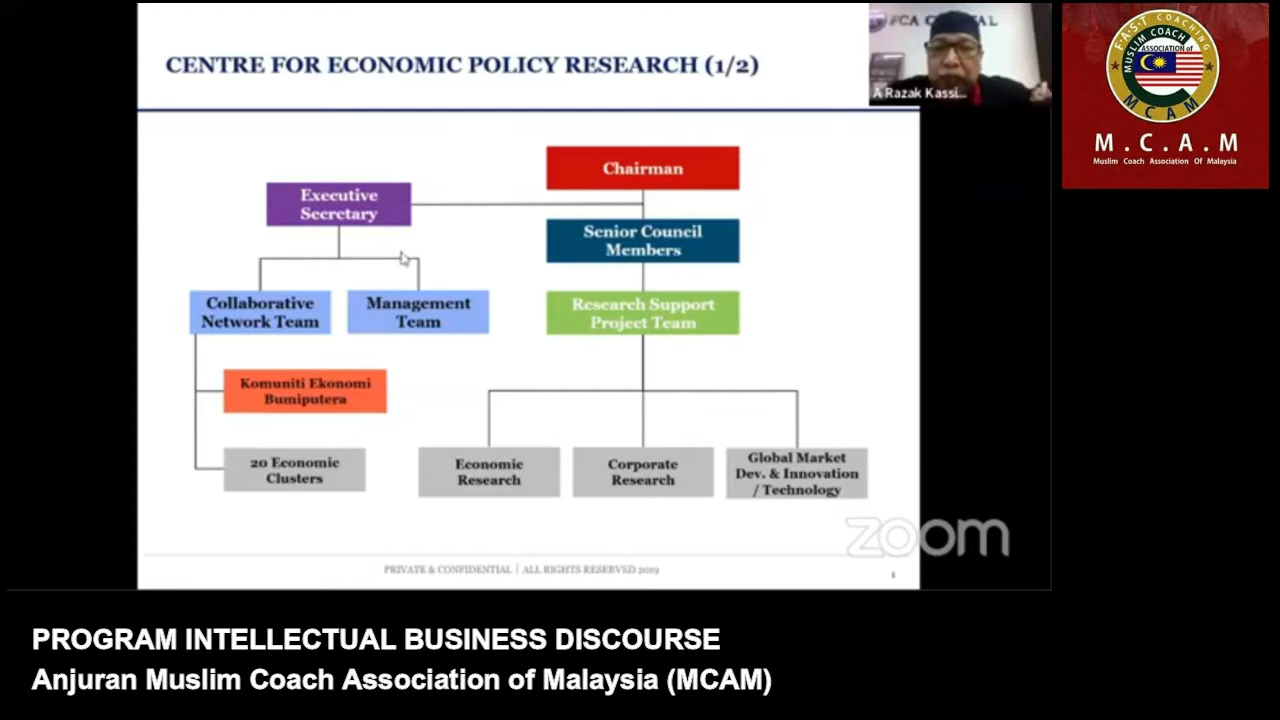 CENTRE FOR ECONOMIC POLICY RESEARCH (1/2)
Chairman
Executive
Secretary
Senior Council
Members
Collaborative
Network Team
Management
Team
Research Support
Project Team
Komuniti Ekonomi
Bumiputera
20 Economic
Clusters
Economic
Research
Corporate
Research
Global Market
Dev. & Innovation
/ Technology
PRIVATE & CONFIDENTIAL | ALL RIGHTS RESERVED 2019
1
zoom
A Razak Kassi...
FAST COACHING
MUSLIM COACH
ASSOCIATION of
MCAM
M.C.A.M
Muslim Coach Association Of Malaysia
PROGRAM INTELLECTUAL BUSINESS DISCOURSE
Anjuran Muslim Coach Association of Malaysia (MCAM)